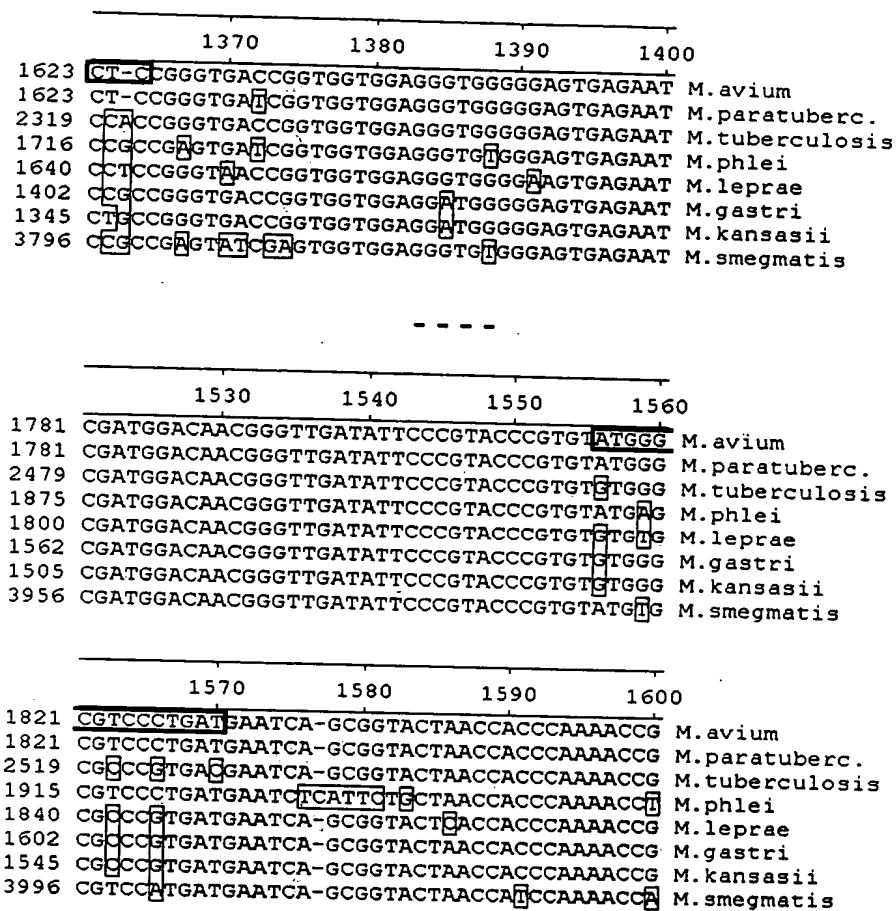 1370 1380 1390 1400
1623 CT-CCGGGTGACCGGTGGTGGAGGGTGGGGGAGTGAGAAT M.avium
1623 CT-CCGGGTGATCGGTGGTGGAGGGTGGGGGAGTGAGAAT M.paratuberc.
2319 CCACCGGGTGACCGGTGGTGGAGGGTGGGGGAGTGAGAAT M.tuberculosis
1716 CCGCCGAGTGATCGGTGGTGGAGGGTGTGGGAGTGAGAAT M.phlei
1640 CCTCCGGGTAACCGGTGGTGGAGGGTGGGGAAGTGAGAAT M.leprae
1402 CCGCCGGGTGACCGGTGGTGGAGGATGGGGGAGTGAGAAT M.gastri
1345 CTGCCGGGTGACCGGTGGTGGAGGATGGGGGAGTGAGAAT M.kansasii
3796 CCGCCGAGTATCGAGTGGTGGAGGGTGTGGGAGTGAGAAT M.smegmatis
- - - -
1530 1540 1550 1560
1781 CGATGGACAACGGGTTGATATTCCCGTACCCGTGTATGGG M.avium
1781 CGATGGACAACGGGTTGATATTCCCGTACCCGTGTATGGG M.paratuberc.
2479 CGATGGACAACGGGTTGATATTCCCGTACCCGTGTGTGGG M.tuberculosis
1875 CGATGGACAACGGGTTGATATTCCCGTACCCGTGTATGAG M.phlei
1800 CGATGGACAACGGGTTGATATTCCCGTACCCGTGTGTGTG M.leprae
1562 CGATGGACAACGGGTTGATATTCCCGTACCCGTGTGTGGG M.gastri
1505 CGATGGACAACGGGTTGATATTCCCGTACCCGTGTGTGGG M.kansasii
3956 CGATGGACAACGGGTTGATATTCCCGTACCCGTGTATGTG M.smegmatis
1570 1580 1590 1600
1821 CGTCCCTGATGAATCA-GCGGTACTAACCACCCAAAACCG M.avium
1821 CGTCCCTGATGAATCA-GCGGTACTAACCACCCAAAACCG M.paratuberc.
2519 CGCCCGTGACGAATCA-GCGGTACTAACCACCCAAAACCG M.tuberculosis
1915 CGTCCCTGATGAATCTCATTCTGCTAACCACCCAAAACCT M.phlei
1840 CGCCCGTGATGAATCA-GCGGTACTCACCACCCAAAACCG M.leprae
1602 CGCCCGTGATGAATCA-GCGGTACTAACCACCCAAAACCG M.gastri
1545 CGCCCGTGATGAATCA-GCGGTACTAACCACCCAAAACCG M.kansasii
3996 CGTCCATGATGAATCA-GCGGTACTAACCATCCAAAACCA M.smegmatis